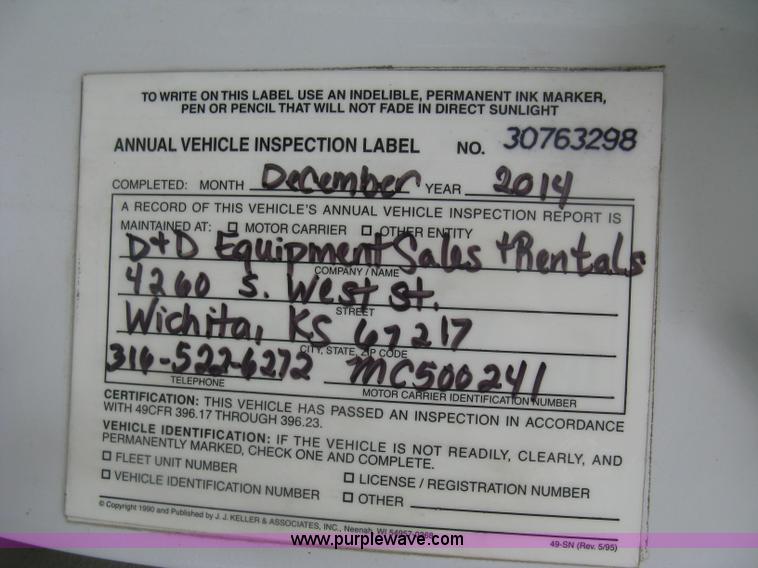 TO WRITE ON THIS LABEL USE AN INDELIBLE, PERMANENT INK MARKER,
PEN OR PENCIL THAT WILL NOT FADE IN DIRECT SUNLIGHT
ANNUAL VEHICLE INSPECTION LABEL NO. 30763298
COMPLETED: MONTH December YEAR 2014
A RECORD OF THIS VEHICLE'S ANNUAL VEHICLE INSPECTION REPORT IS
MAINTAINED AT: MOTOR CARRIER OTHER ENTITY
D+D Equipment Sales + Rentals
COMPANY / NAME
4260 S. West St.
STREET
Wichita, KS 67217
CITY, STATE, ZIP CODE
316-522-6272 MC500241
TELEPHONE MOTOR CARRIER IDENTIFICATION NUMBER
CERTIFICATION: THIS VEHICLE HAS PASSED AN INSPECTION IN ACCORDANCE
WITH 49CFR 396.17 THROUGH 396.23.
VEHICLE IDENTIFICATION: IF THE VEHICLE IS NOT READILY, CLEARLY, AND
PERMANENTLY MARKED, CHECK ONE AND COMPLETE.
FLEET UNIT NUMBER LICENSE / REGISTRATION NUMBER
VEHICLE IDENTIFICATION NUMBER OTHER
© Copyright 1990 and Published by J. J. KELLER & ASSOCIATES, INC., Neenah, WI 54957-0368
49-SN (Rev. 5/95)
www.purplewave.com